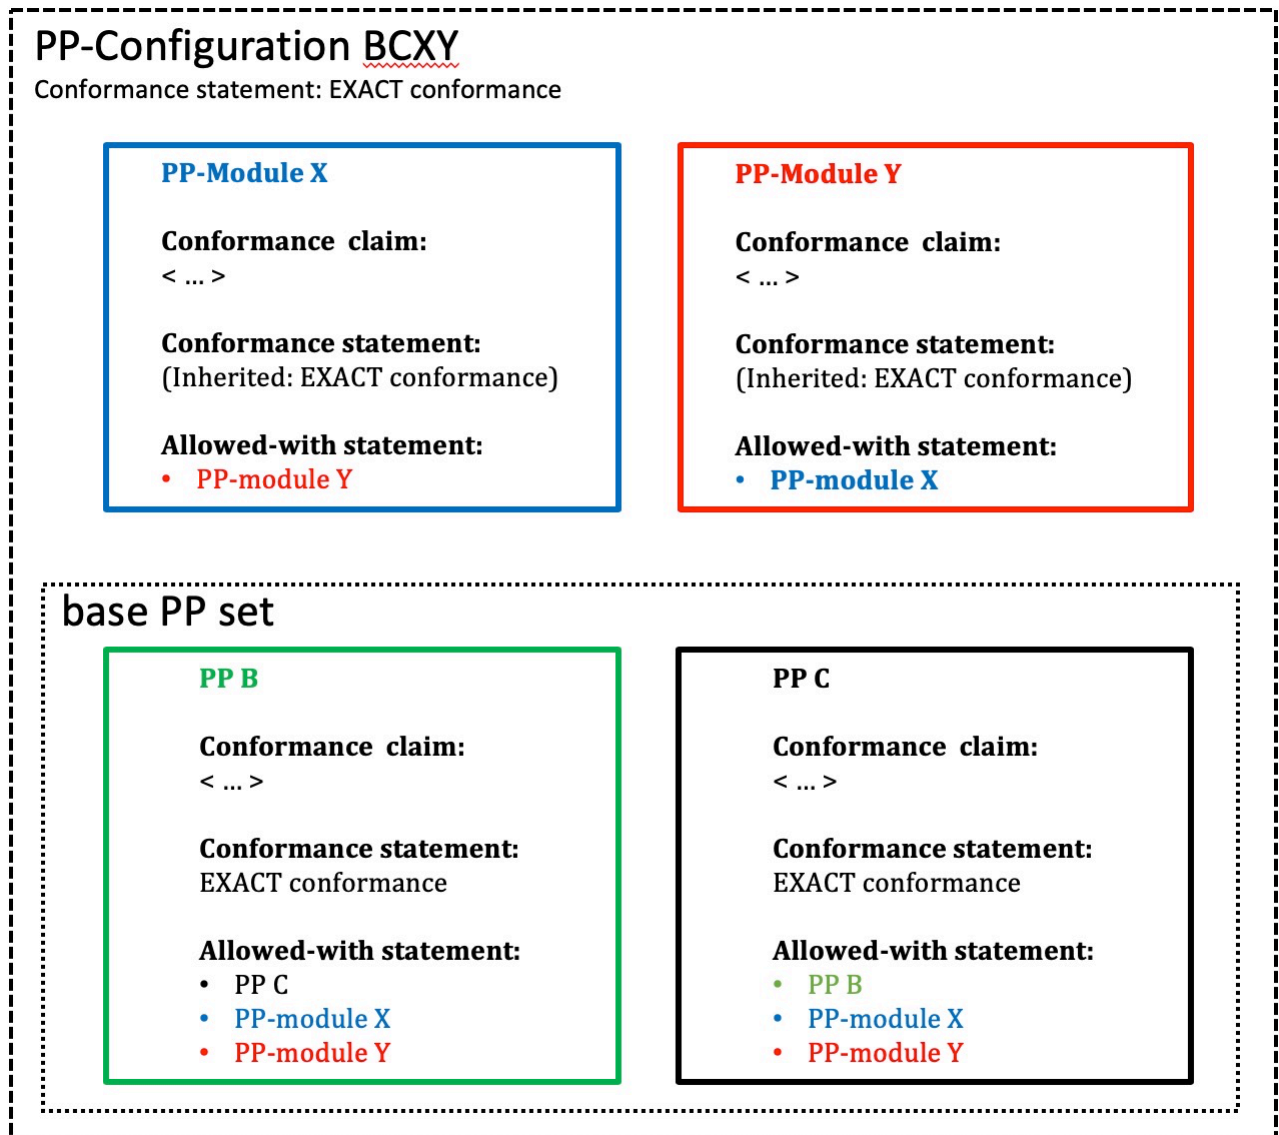 PP-Configuration BCXY
Conformance statement: EXACT conformance
PP-Module X
Conformance claim:
< ... >
Conformance statement:
(Inherited: EXACT conformance)
Allowed-with statement:
• PP-module Y
PP-Module Y
Conformance claim:
< ... >
Conformance statement:
(Inherited: EXACT conformance)
Allowed-with statement:
• PP-module X
base PP set
PP B
Conformance claim:
< ... >
Conformance statement:
EXACT conformance
Allowed-with statement:
• PP C
• PP-module X
• PP-module Y
PP C
Conformance claim:
< ... >
Conformance statement:
EXACT conformance
Allowed-with statement:
• PP B
• PP-module X
• PP-module Y